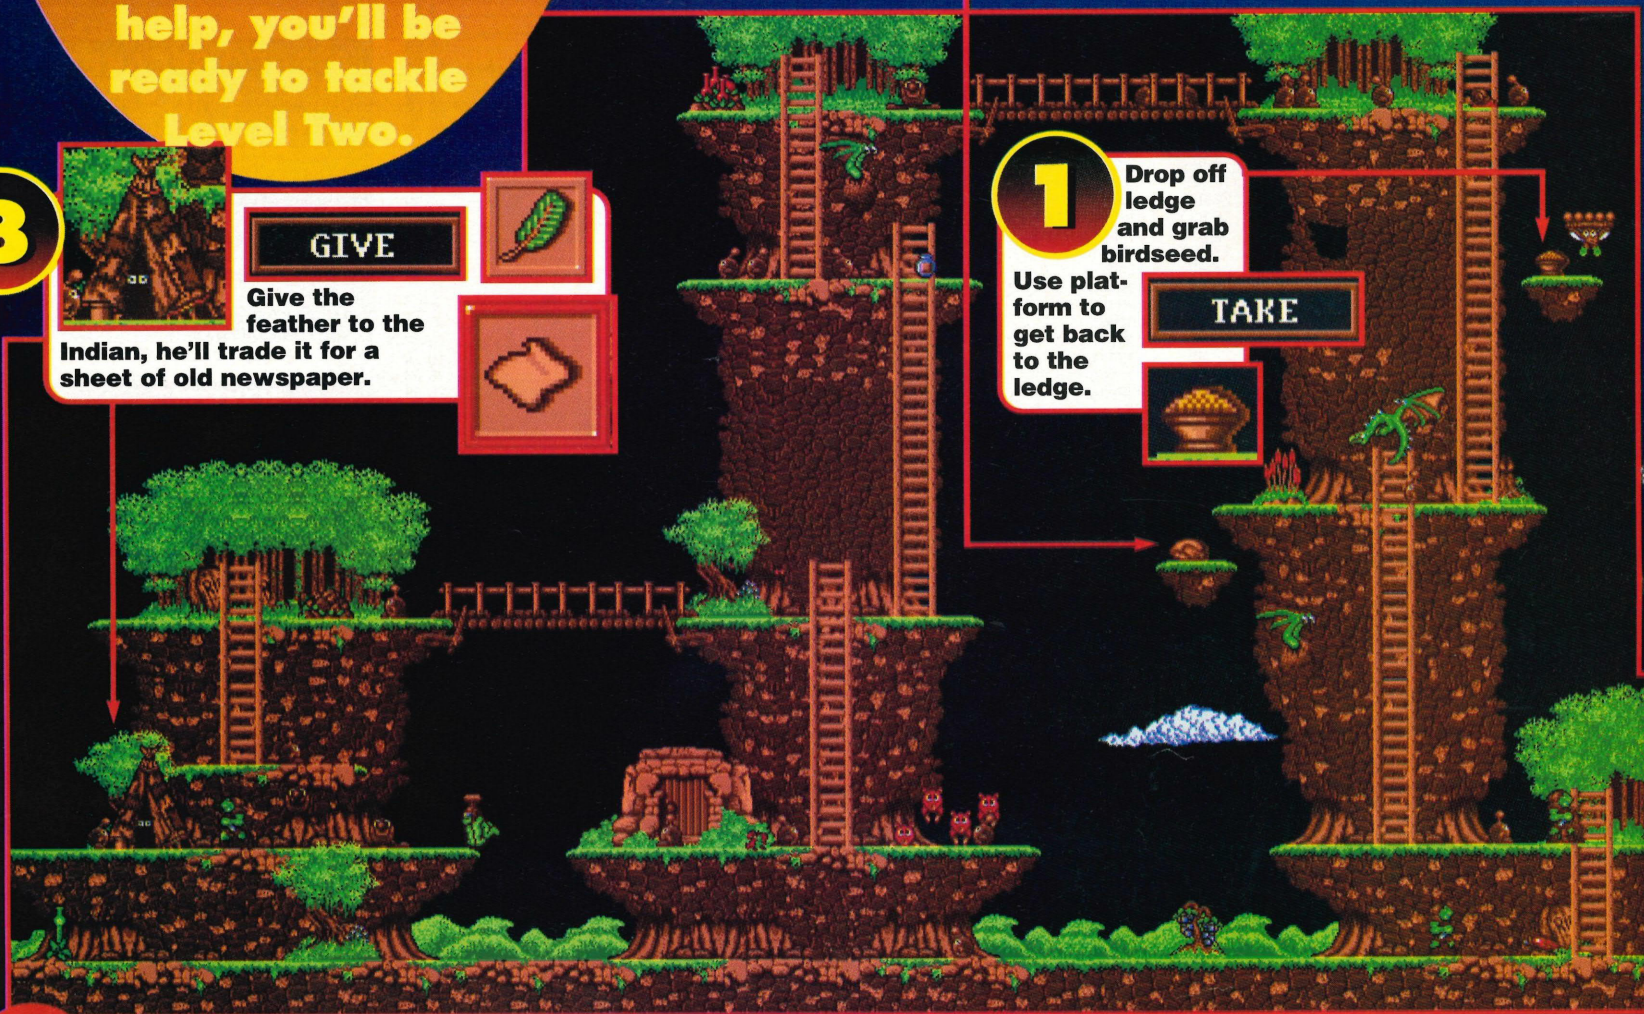 help, you'll be
ready to tackle
Level Two.
3
GIVE
Give the
feather to the
Indian, he'll trade it for a
sheet of old newspaper.
1
Drop off
ledge
and grab
birdseed.
Use plat-
form to
get back
to the
ledge.
TAKE